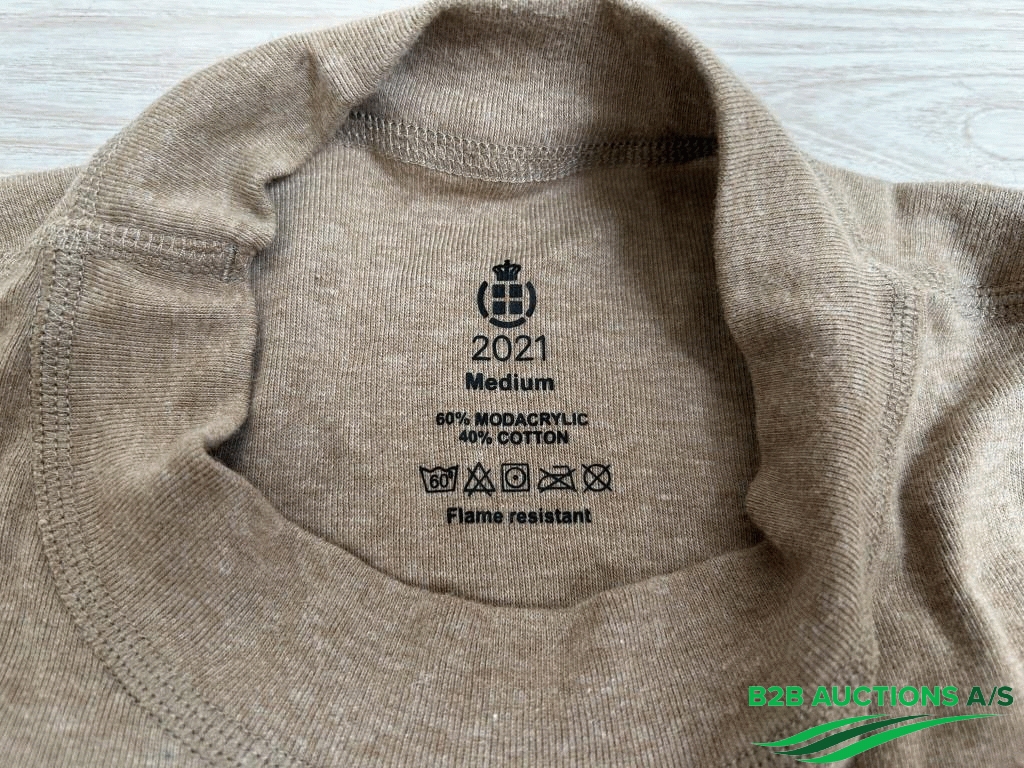 2021
Medium
60% MODACRYLIC
40% COTTON
60°
Flame resistant
B2B AUCTIONS A/S